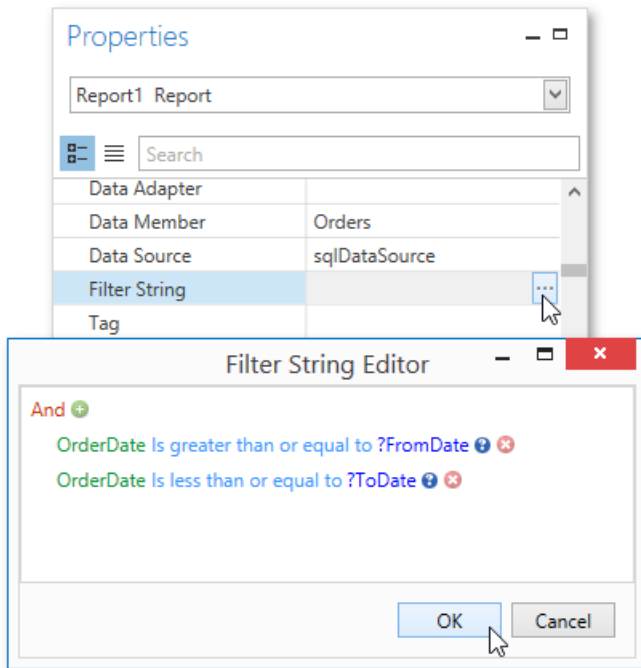 Properties
Report1 Report
Search
Data Adapter
Data Member Orders
Data Source sqlDataSource
Filter String ...
Tag
Filter String Editor
And
OrderDate Is greater than or equal to ?FromDate
OrderDate Is less than or equal to ?ToDate
OK Cancel